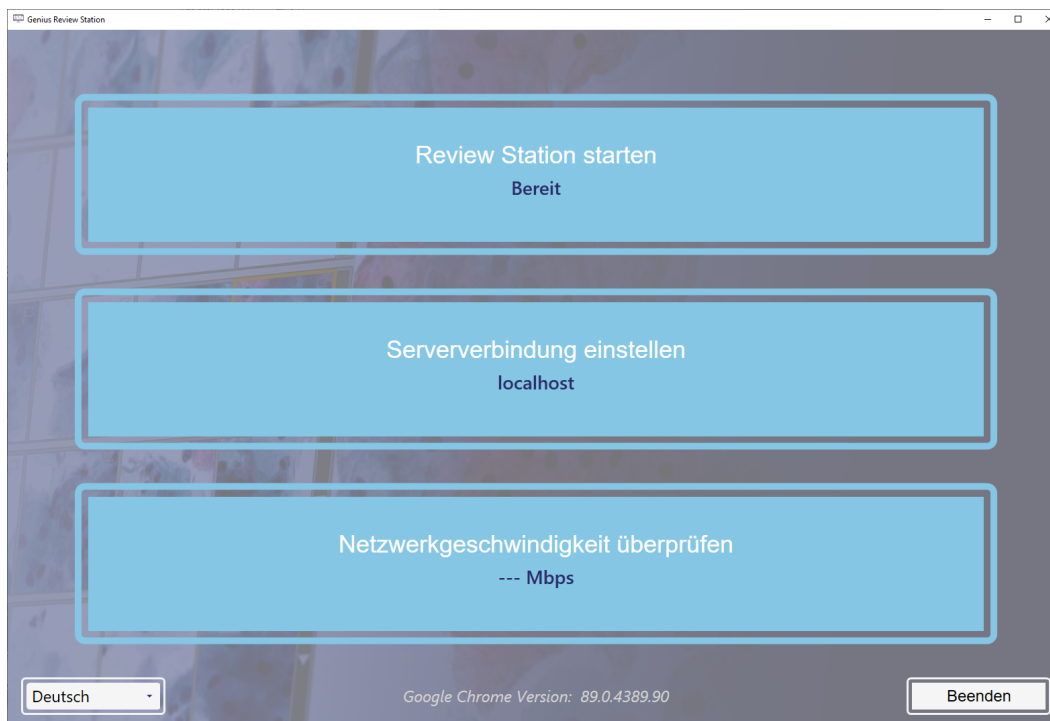 Genius Review Station
Review Station starten
Bereit
Serververbindung einstellen
localhost
Netzwerkgeschwindigkeit überprüfen
--- Mbps
Deutsch
Google Chrome Version: 89.0.4389.90
Beenden